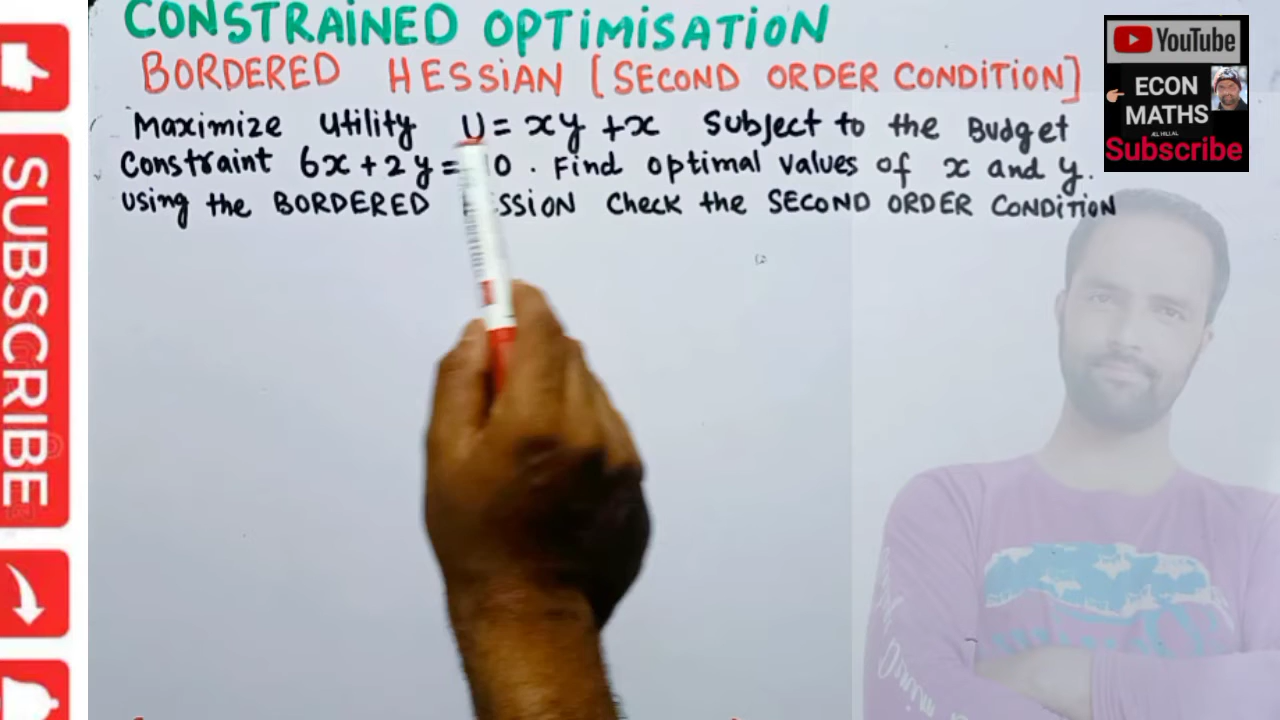 CONSTRAINED OPTIMISATION
BORDERED HESSIAN [SECOND ORDER CONDITION]
Maximize Utility U = xy + x Subject to the Budget
Constraint 6x + 2y = 0 . Find optimal values of x and y.
Using the BORDERED SSION Check the SECOND ORDER CONDITION
YouTube
ECON
MATHS
Subscribe
SUBSCRIBE